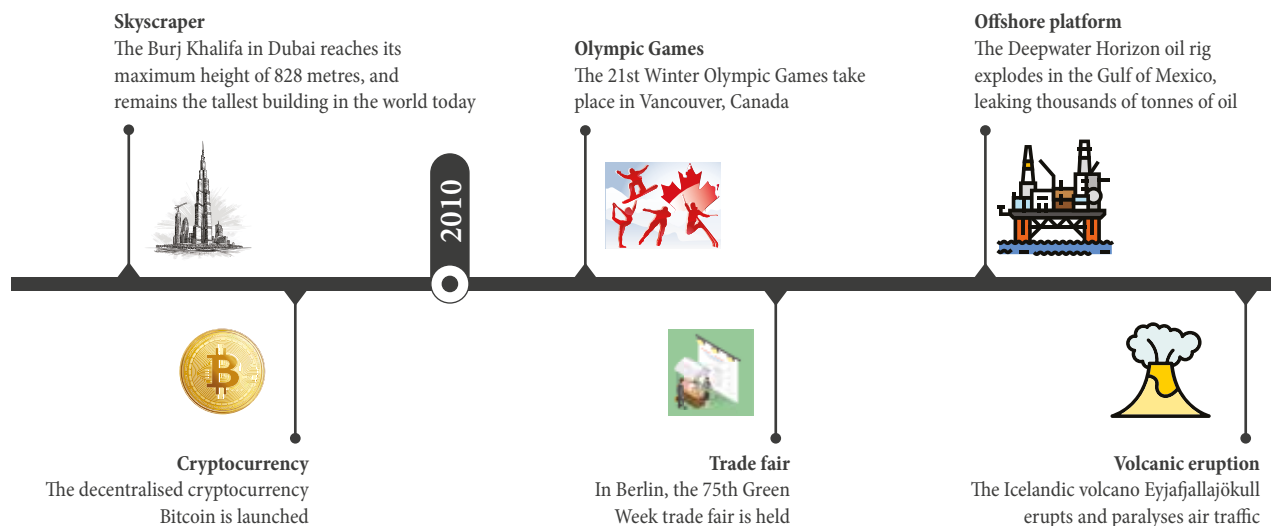 Skyscraper
The Burj Khalifa in Dubai reaches its
maximum height of 828 metres, and
remains the tallest building in the world today
Olympic Games
The 21st Winter Olympic Games take
place in Vancouver, Canada
Offshore platform
The Deepwater Horizon oil rig
explodes in the Gulf of Mexico,
leaking thousands of tonnes of oil
2010
Cryptocurrency
The decentralised cryptocurrency
Bitcoin is launched
Trade fair
In Berlin, the 75th Green
Week trade fair is held
Volcanic eruption
The Icelandic volcano Eyjafjallajökull
erupts and paralyses air traffic